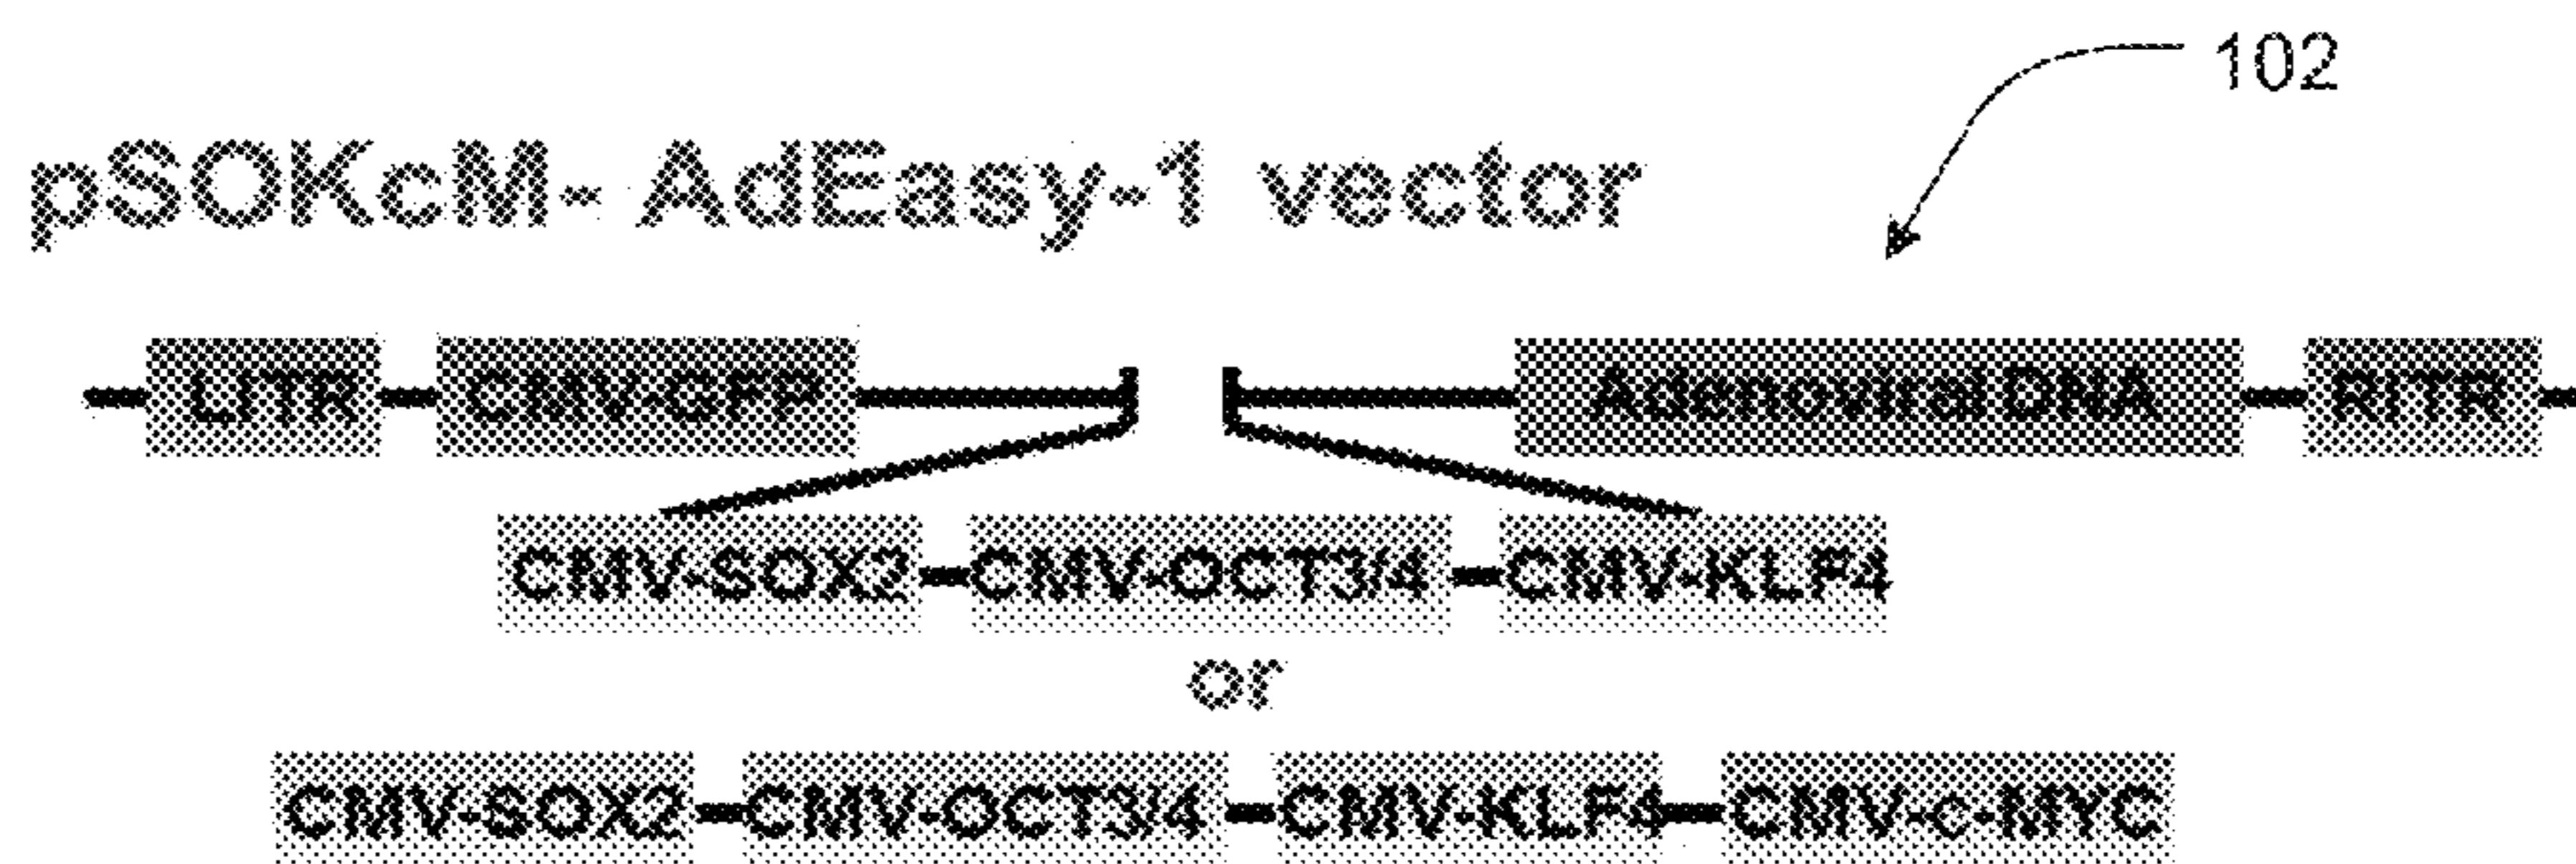 102
pSOKcM- AdEasy-1 vector
LITR CMV-GFP Adenoviral DNA RITR
CMV-SOX2 CMV-OCT3/4 CMV-KLF4
or
CMV-SOX2 CMV-OCT3/4 CMV-KLF4 CMV-c-MYC